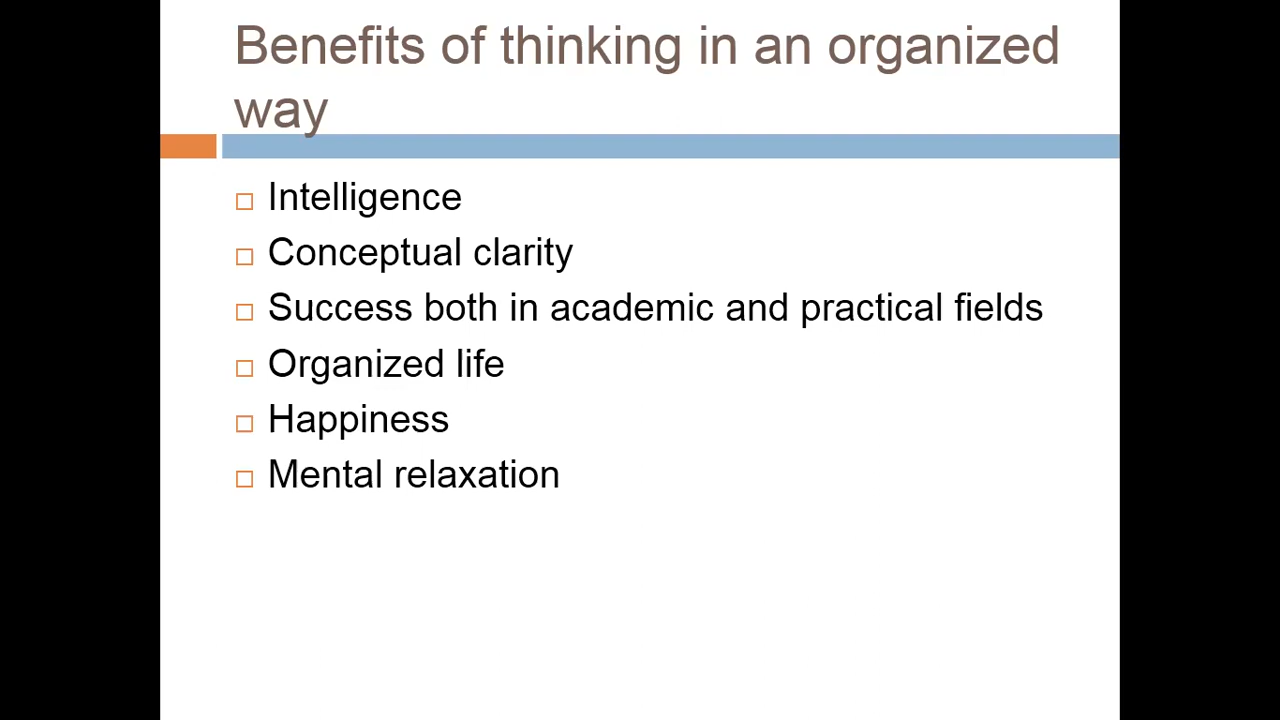 Benefits of thinking in an organized
way
Intelligence
Conceptual clarity
Success both in academic and practical fields
Organized life
Happiness
Mental relaxation